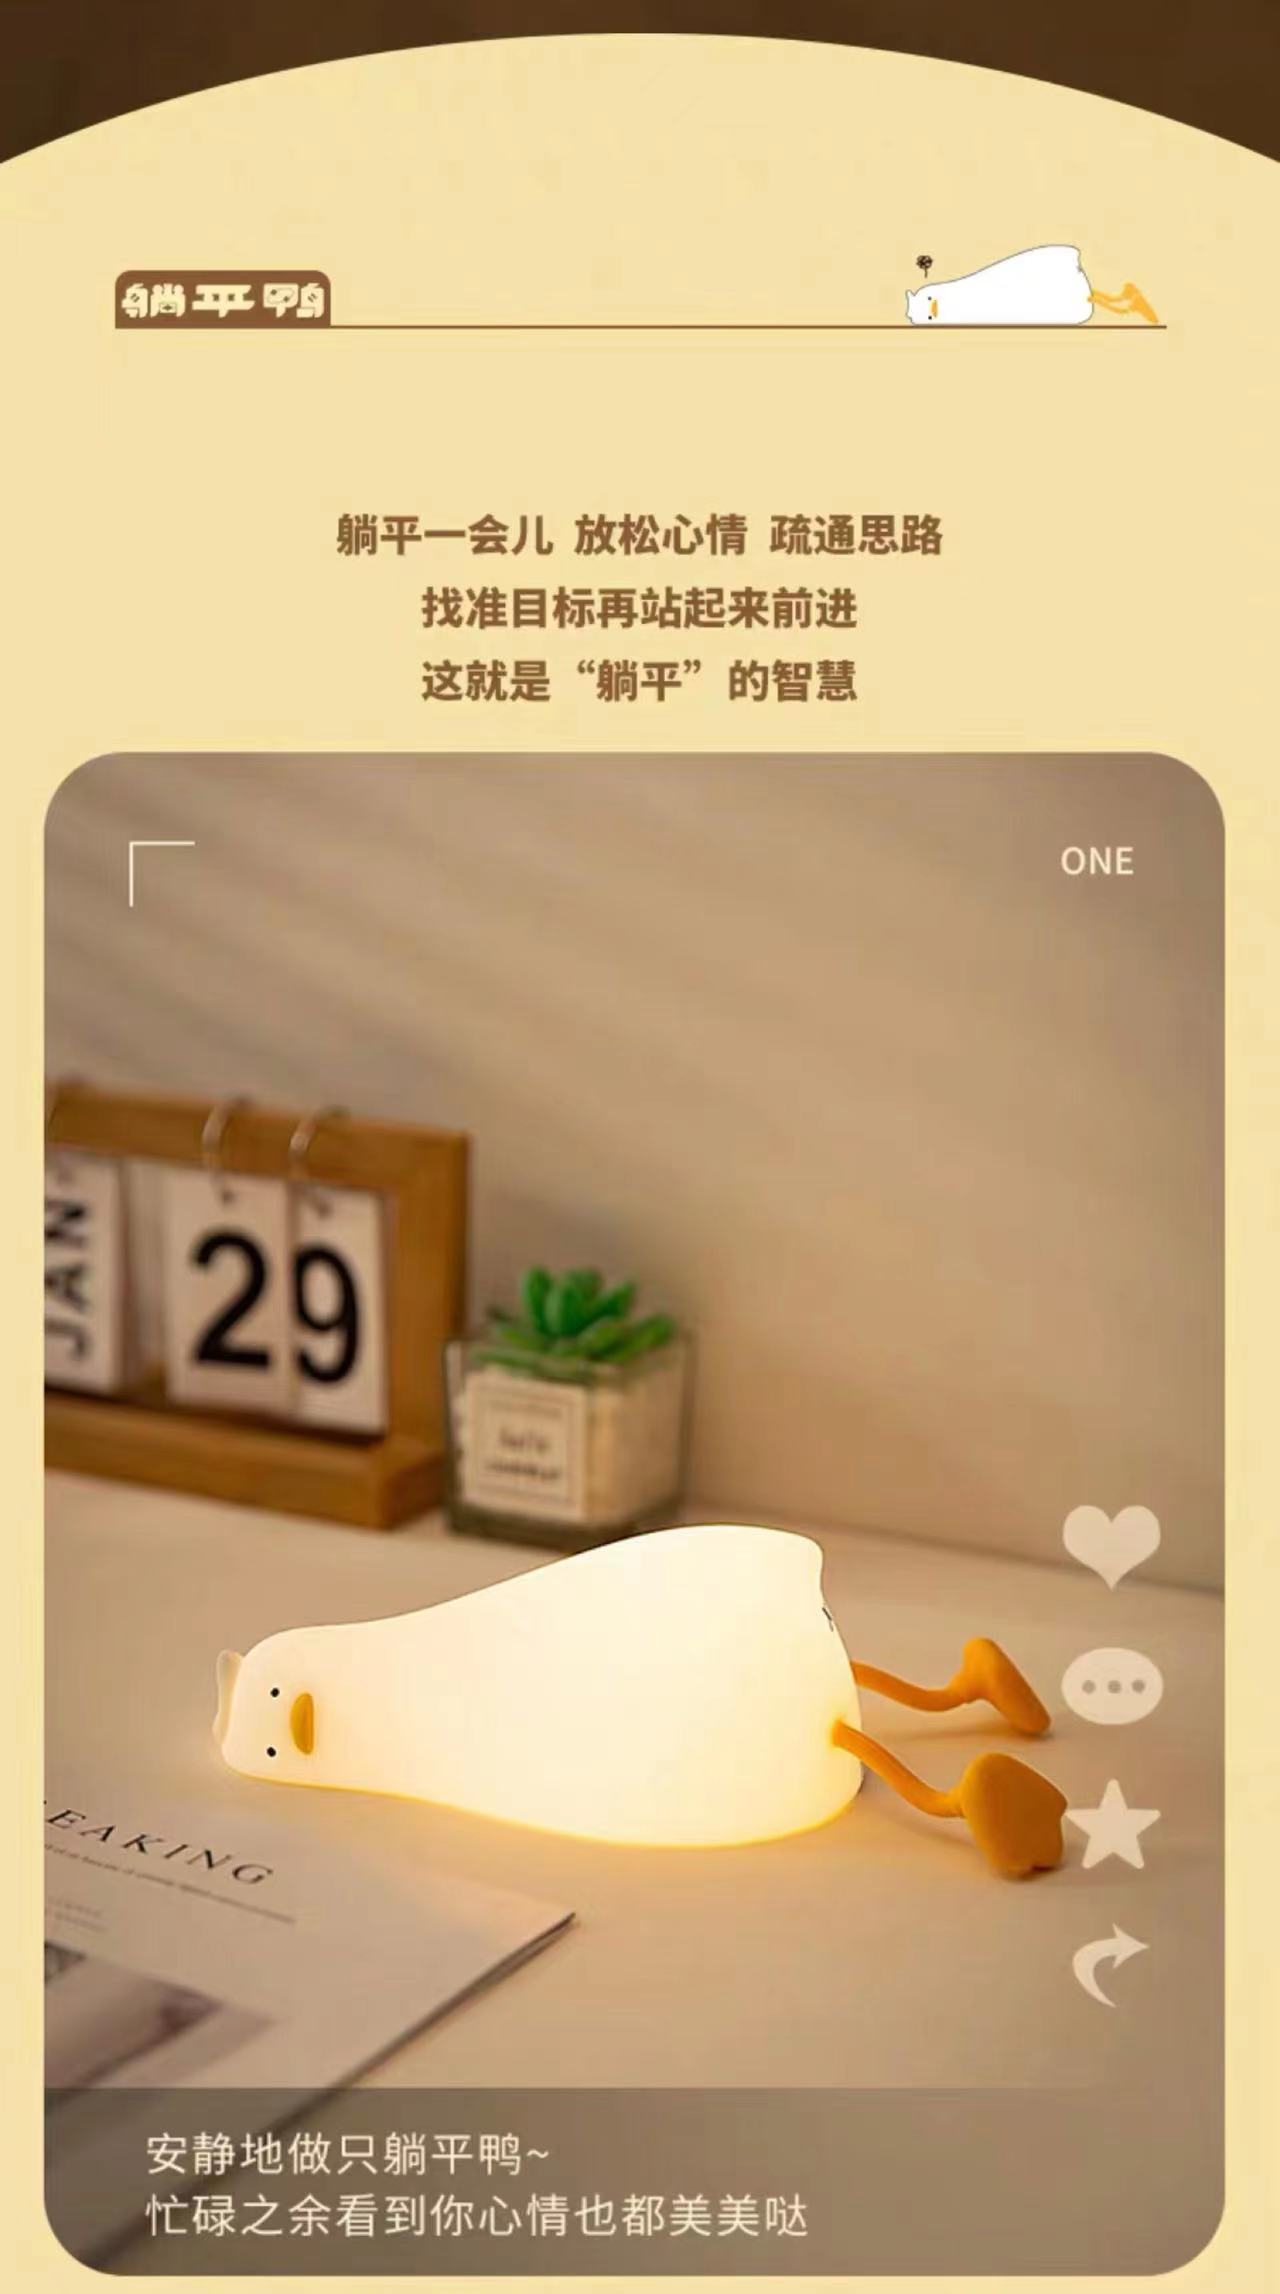 躺平鸭
躺平一会儿 放松心情 疏通思路
找准目标再站起来前进
这就是“躺平”的智慧
ONE
JAN
29
EAKING
安静地做只躺平鸭~
忙碌之余看到你心情也都美美哒